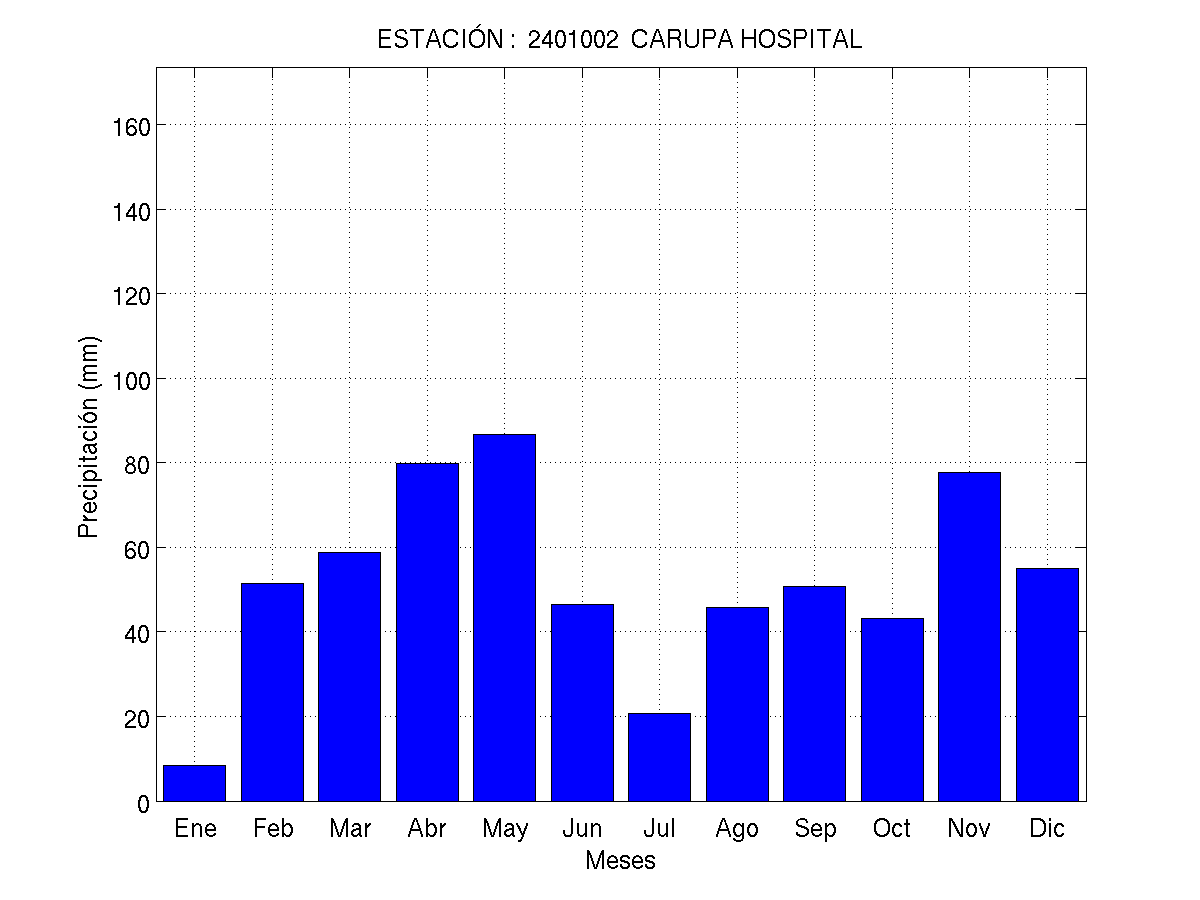 ESTACIÓN : 2401002 CARUPA HOSPITAL
Precipitación (mm)
160
140
120
100
80
60
40
20
0
Ene Feb Mar Abr May Jun Jul Ago Sep Oct Nov Dic
Meses